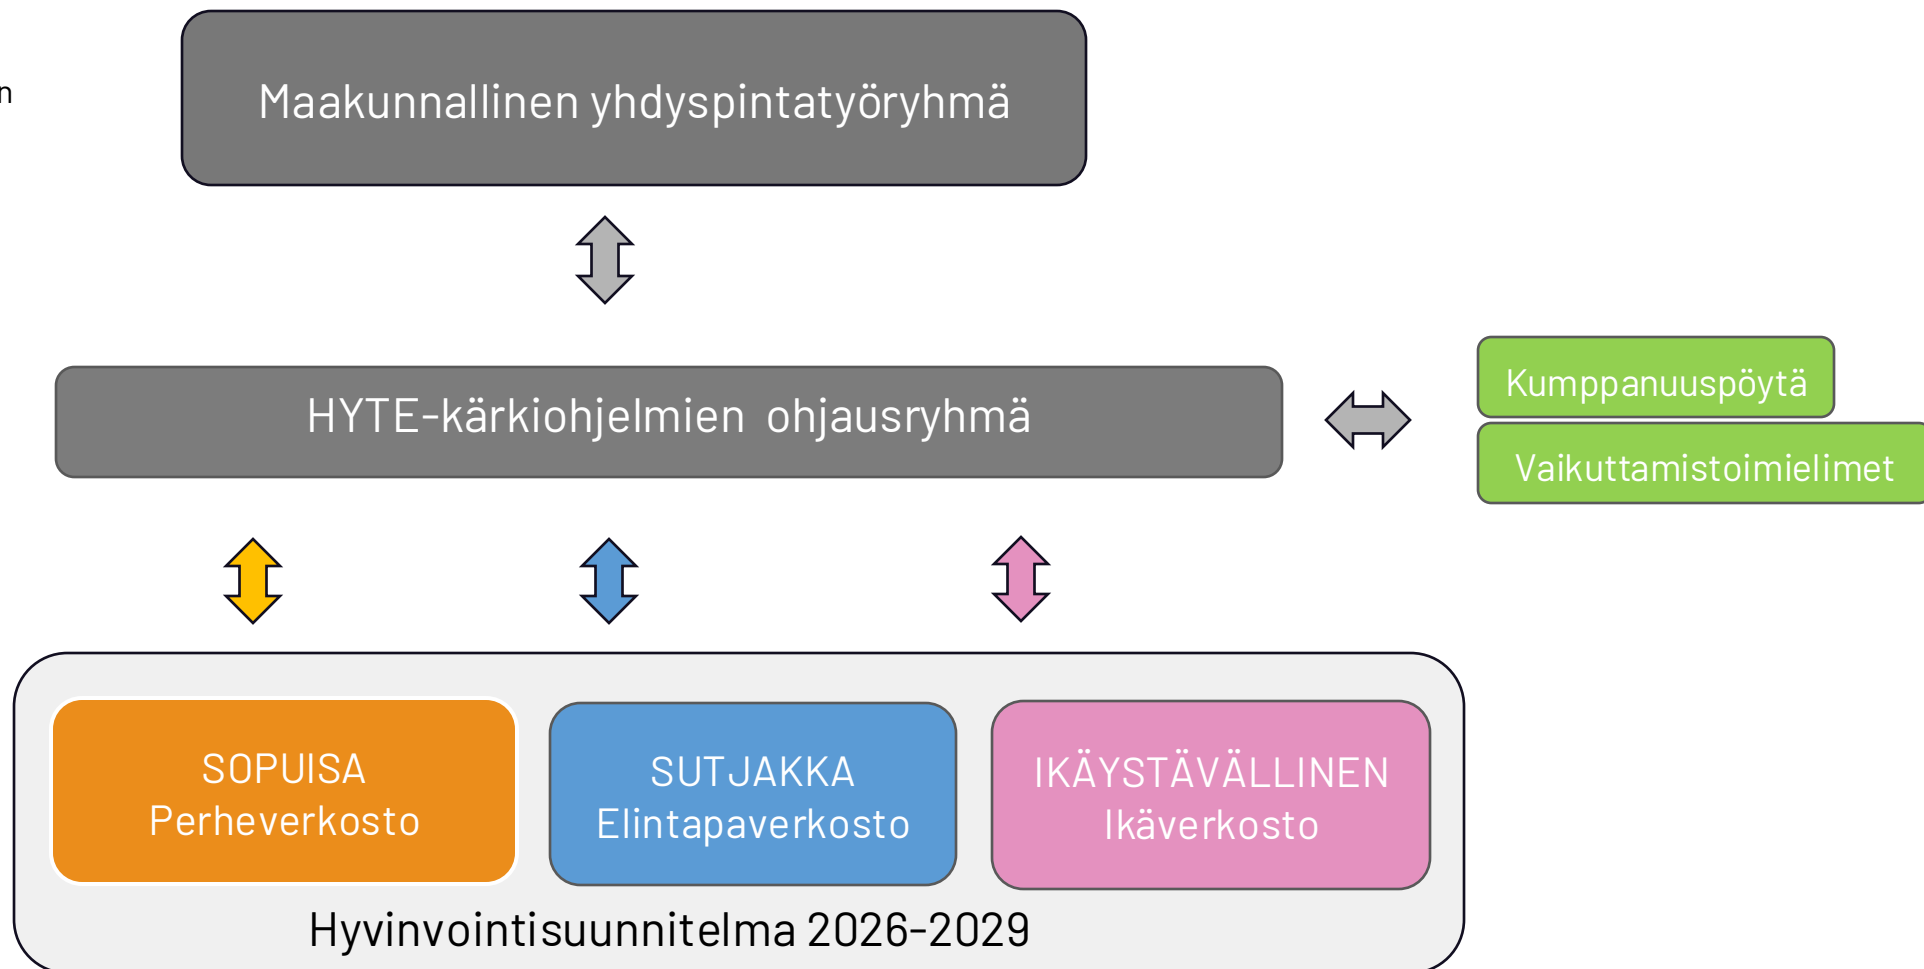 n
Maakunnallinen yhdyspintatyöryhmä
HYTE-kärkiohjelmien ohjausryhmä
Kumppanuuspöytä
Vaikuttamistoimielimet
SOPUISA
Perheverkosto
SUTJAKKA
Elintapaverkosto
IKÄYSTÄVÄLLINEN
Ikäverkosto
Hyvinvointisuunnitelma 2026-2029